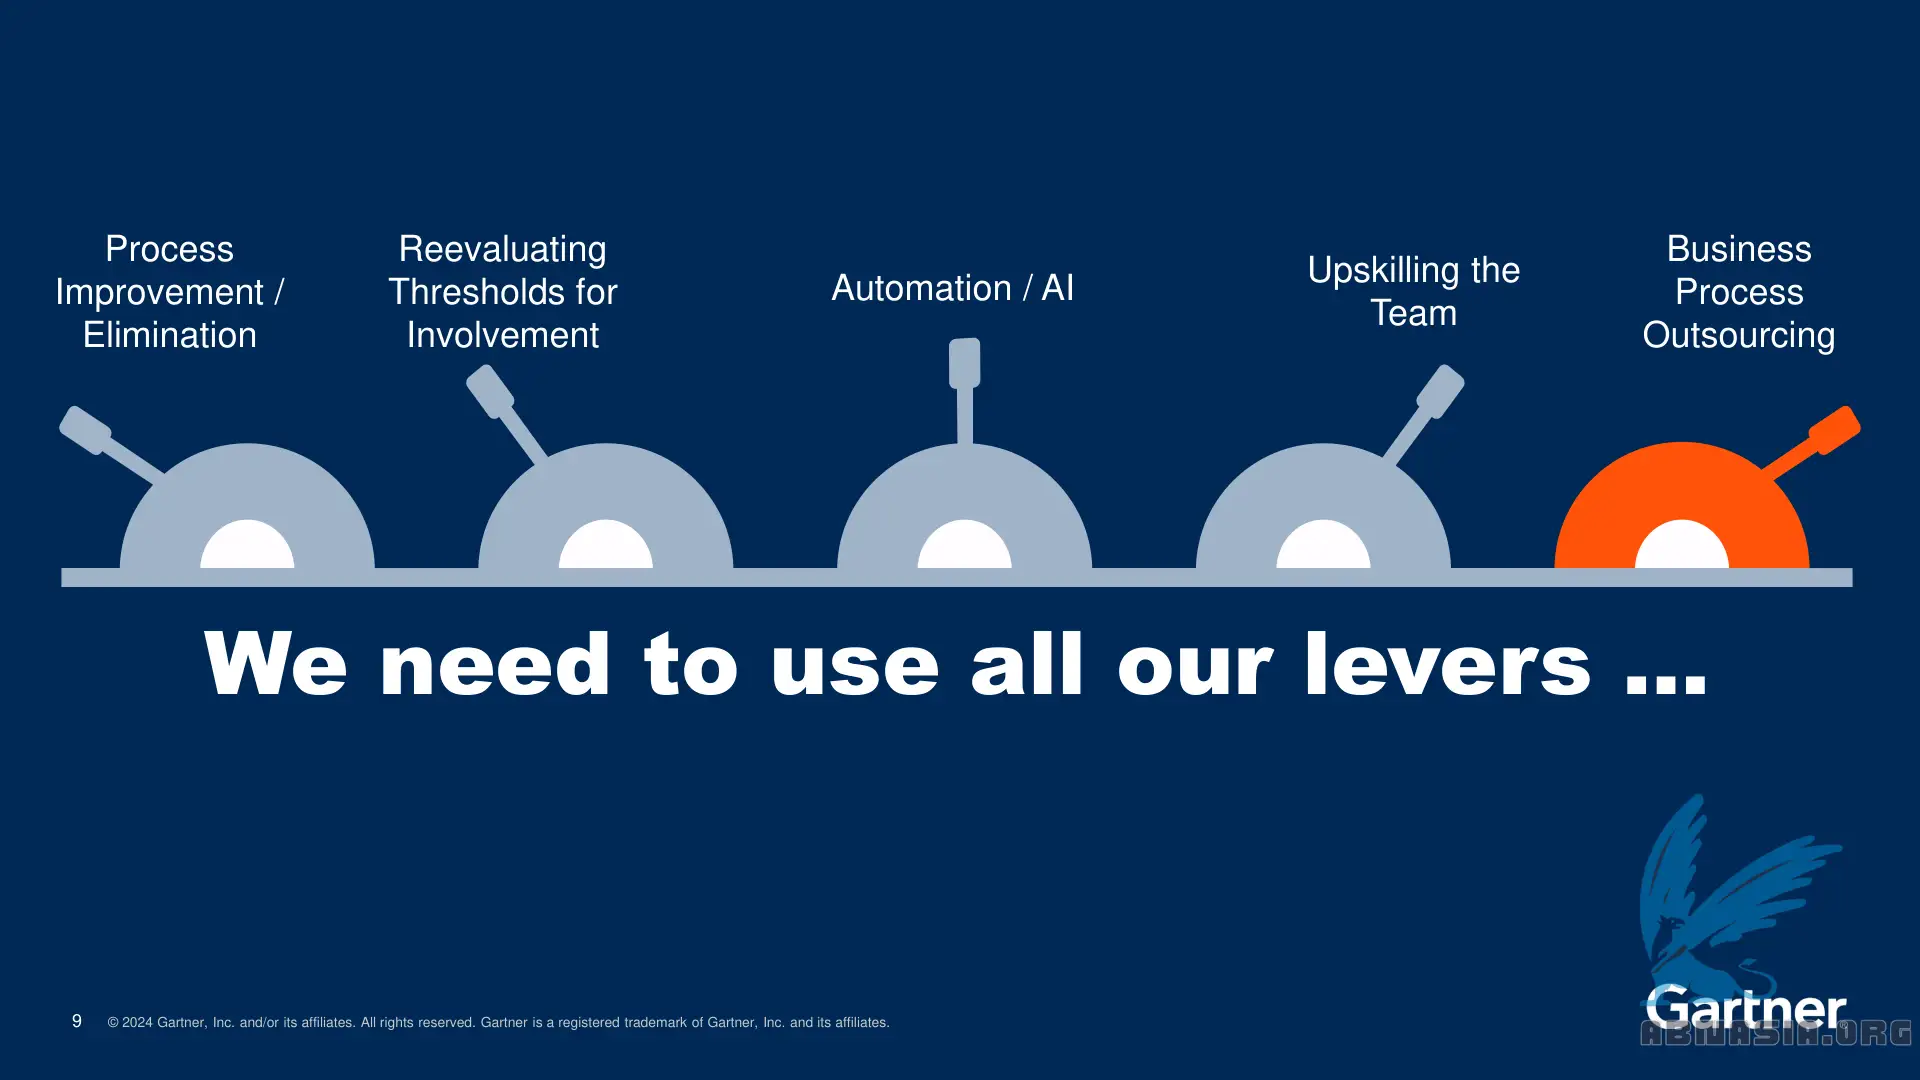 Process
Improvement /
Elimination
Reevaluating
Thresholds for
Involvement
Automation / AI
Upskilling the
Team
Business
Process
Outsourcing
We need to use all our levers ...
9
© 2024 Gartner, Inc. and/or its affiliates. All rights reserved. Gartner is a registered trademark of Gartner, Inc. and its affiliates.
Gartner®
ABINASIA.ORG